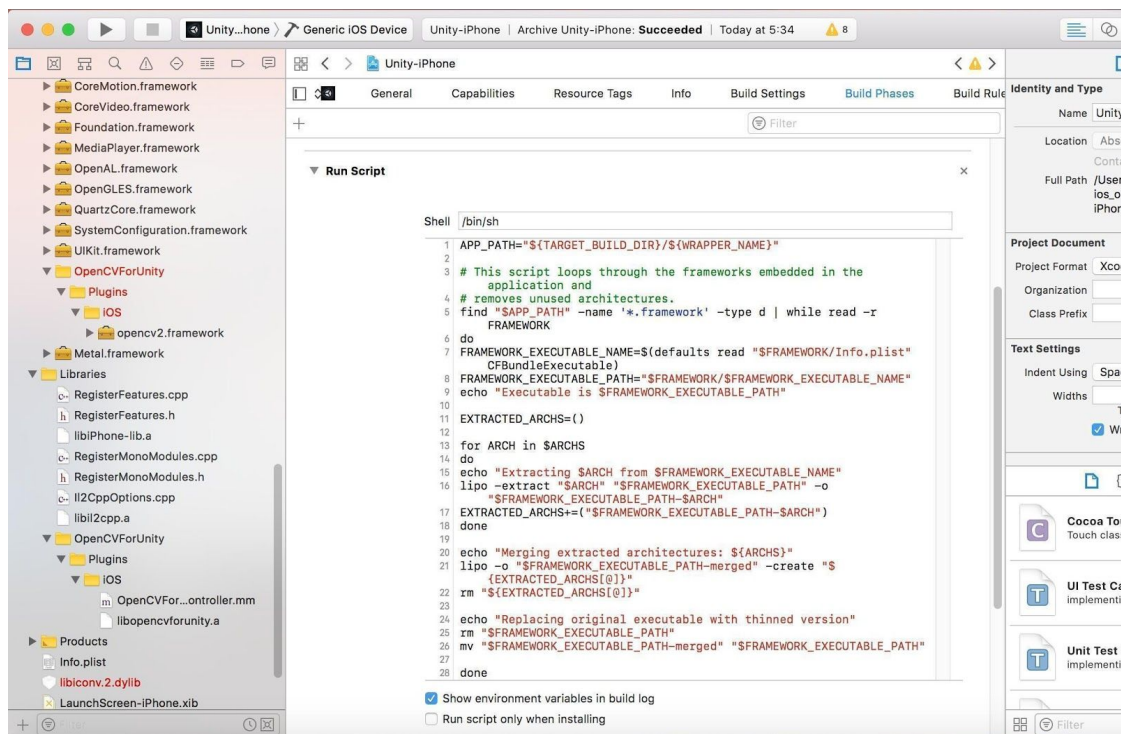 Unity...hone
Generic iOS Device
Unity-iPhone | Archive Unity-iPhone: Succeeded | Today at 5:34
8
CoreMotion.framework
CoreVideo.framework
Foundation.framework
MediaPlayer.framework
OpenAL.framework
OpenGLES.framework
QuartzCore.framework
SystemConfiguration.framework
UIKit.framework
OpenCVForUnity
Plugins
iOS
opencv2.framework
Metal.framework
Libraries
RegisterFeatures.cpp
RegisterFeatures.h
libiPhone-lib.a
RegisterMonoModules.cpp
RegisterMonoModules.h
Il2CppOptions.cpp
libil2cpp.a
OpenCVForUnity
Plugins
iOS
OpenCVFor...ontroller.mm
libopencvforunity.a
Products
Info.plist
libiconv.2.dylib
LaunchScreen-iPhone.xib
Unity-iPhone
General
Capabilities
Resource Tags
Info
Build Settings
Build Phases
Build Rule
Filter
Run Script
Shell /bin/sh
1 APP_PATH="${TARGET_BUILD_DIR}/${WRAPPER_NAME}"
2
3 # This script loops through the frameworks embedded in the
application and
4 # removes unused architectures.
5 find "$APP_PATH" -name '*.framework' -type d | while read -r
FRAMEWORK
6 do
7 FRAMEWORK_EXECUTABLE_NAME=$(defaults read "$FRAMEWORK/Info.plist"
CFBundleExecutable)
8 FRAMEWORK_EXECUTABLE_PATH="$FRAMEWORK/$FRAMEWORK_EXECUTABLE_NAME"
9 echo "Executable is $FRAMEWORK_EXECUTABLE_PATH"
10
11 EXTRACTED_ARCHS=()
12
13 for ARCH in $ARCHS
14 do
15 echo "Extracting $ARCH from $FRAMEWORK_EXECUTABLE_NAME"
16 lipo -extract "$ARCH" "$FRAMEWORK_EXECUTABLE_PATH" -o
"$FRAMEWORK_EXECUTABLE_PATH-$ARCH"
17 EXTRACTED_ARCHS+=("$FRAMEWORK_EXECUTABLE_PATH-$ARCH")
18 done
19
20 echo "Merging extracted architectures: ${ARCHS}"
21 lipo -o "$FRAMEWORK_EXECUTABLE_PATH-merged" -create "$
{EXTRACTED_ARCHS[@]}"
22 rm "${EXTRACTED_ARCHS[@]}"
23
24 echo "Replacing original executable with thinned version"
25 rm "$FRAMEWORK_EXECUTABLE_PATH"
26 mv "$FRAMEWORK_EXECUTABLE_PATH-merged" "$FRAMEWORK_EXECUTABLE_PATH"
27
28 done
Show environment variables in build log
Run script only when installing
Identity and Type
Name Unity
Location Abs
Conta
Full Path /User
ios_o
iPhor
Project Document
Project Format Xco
Organization
Class Prefix
Text Settings
Indent Using Spa
Widths
Cocoa Tou
Touch clas
UI Test Ca
implementi
Unit Test
implementi
Filter